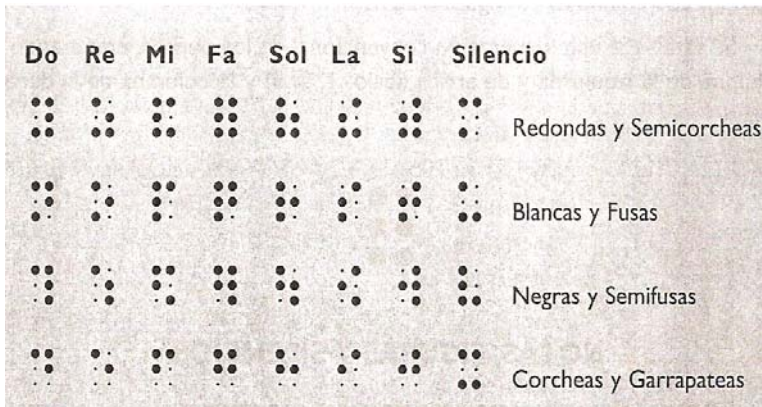 Do Re Mi Fa Sol La Si Silencio
⠽ ⠵ ⠯ ⠿ ⠷ ⠮ ⠾ ⠍ Redondas y Semicorcheas
⠝ ⠕ ⠏ ⠟ ⠗ ⠎ ⠞ ⠥ Blancas y Fusas
⠹ ⠱ ⠫ ⠻ ⠳ ⠪ ⠺ ⠧ Negras y Semifusas
⠙ ⠑ ⠋ ⠛ ⠓ ⠊ ⠚ ⠭ Corcheas y Garrapateas